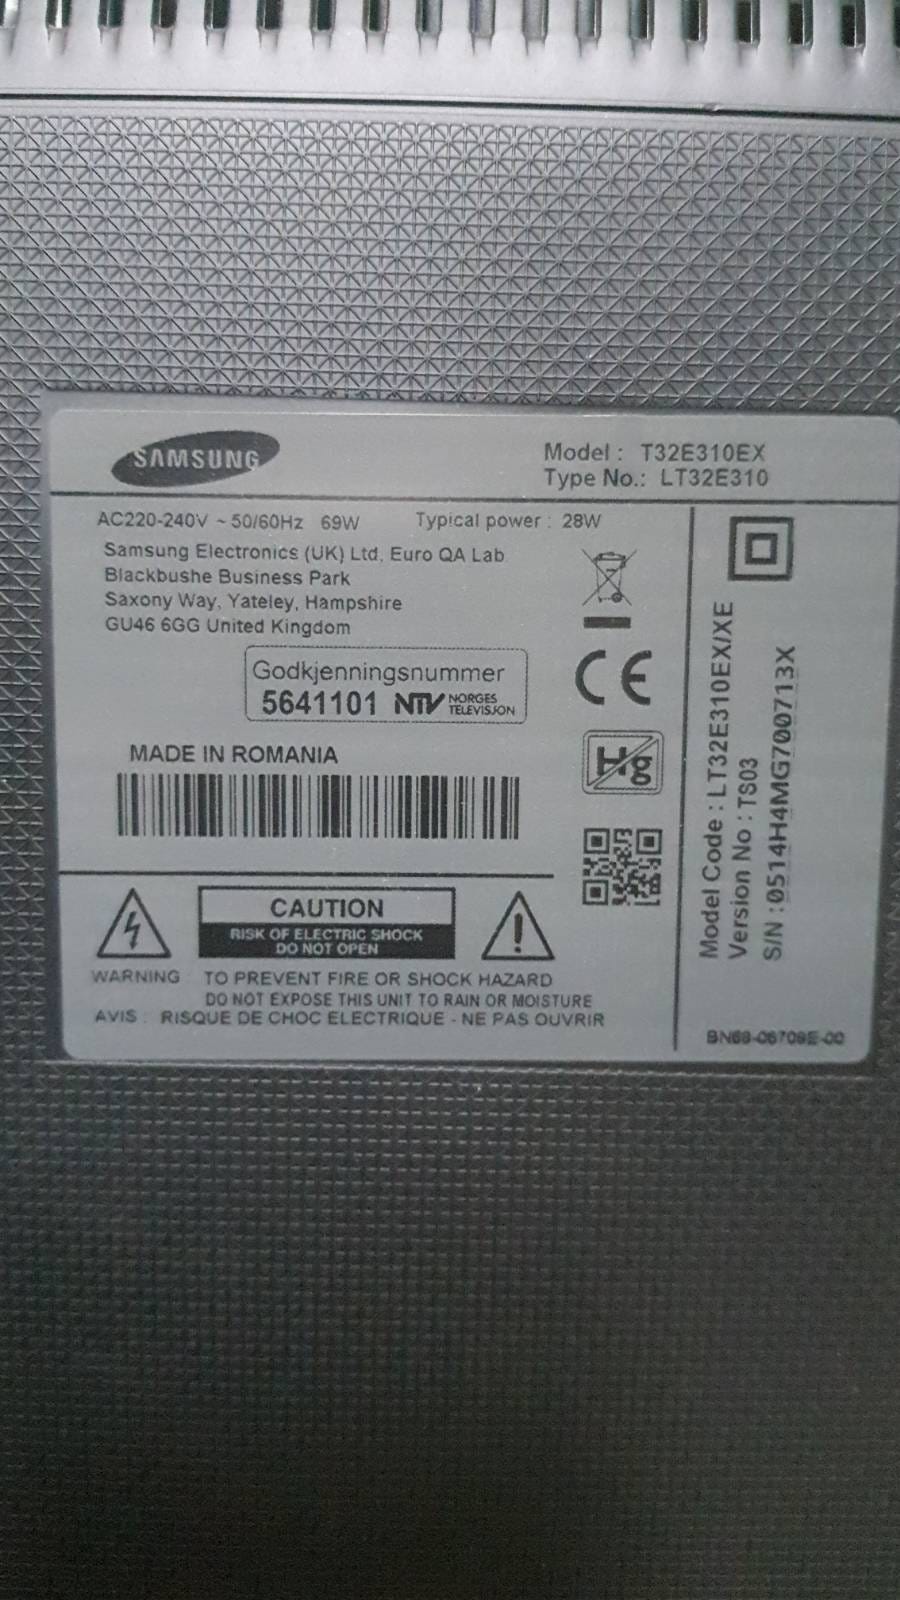 SAMSUNG
Model : T32E310EX
Type No.: LT32E310
AC220-240V ~ 50/60Hz 69W Typical power : 28W
Samsung Electronics (UK) Ltd, Euro QA Lab
Blackbushe Business Park
Saxony Way, Yateley, Hampshire
GU46 6GG United Kingdom
Godkjenningsnummer
5641101 NTV NORGES TELEVISJON
MADE IN ROMANIA
CE
Hg
CAUTION
RISK OF ELECTRIC SHOCK
DO NOT OPEN
WARNING TO PREVENT FIRE OR SHOCK HAZARD
DO NOT EXPOSE THIS UNIT TO RAIN OR MOISTURE
AVIS : RISQUE DE CHOC ELECTRIQUE - NE PAS OUVRIR
Model Code : LT32E310EX/XE
Version No : TS03
S/N : 0514H4MG700713X
BN68-06709E-00